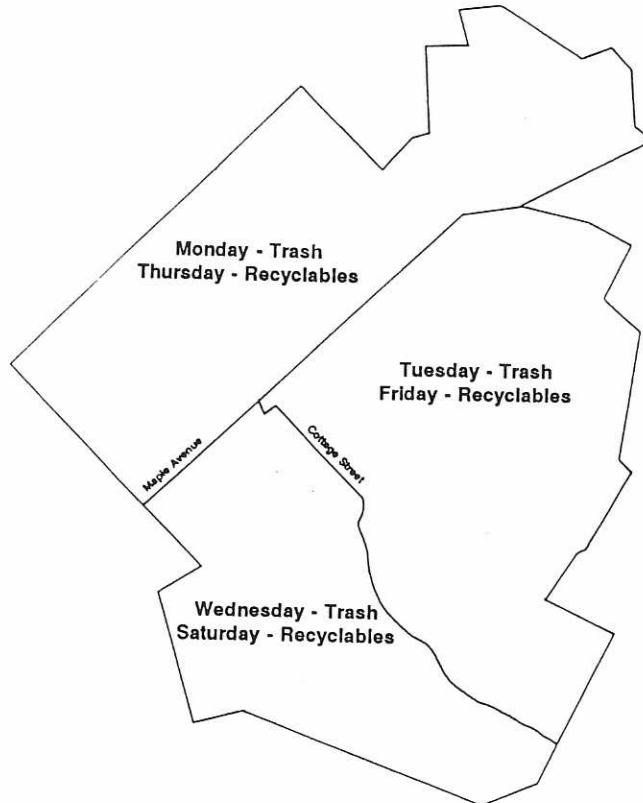 Monday - Trash
Thursday - Recyclables
Tuesday - Trash
Friday - Recyclables
Maple Avenue
Cottage Street
Wednesday - Trash
Saturday - Recyclables